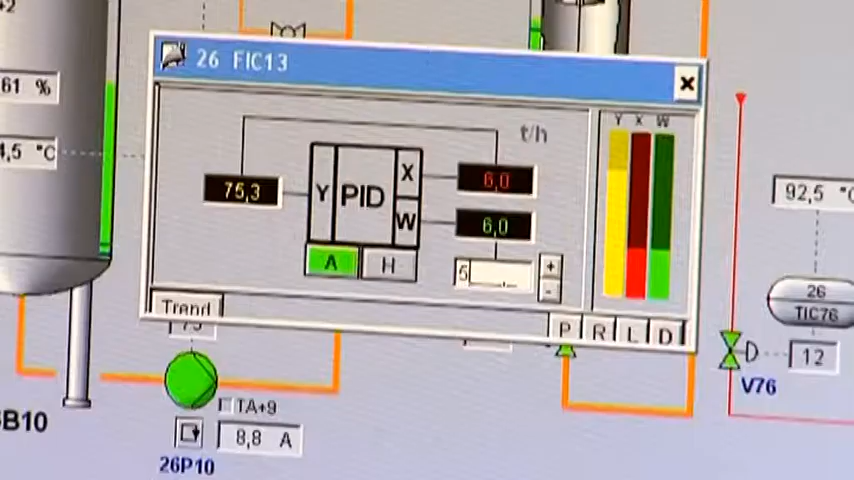 +2
26 FIC13
61 %
t/h
Y X W
4,5 °C
75,3
Y
PID
X
6,0
W
6,0
92,5 °C
A
H
5
+
-
26
TIC76
Trend
P R L D
12
V76
TA+9
B10
8,8 A
26P10